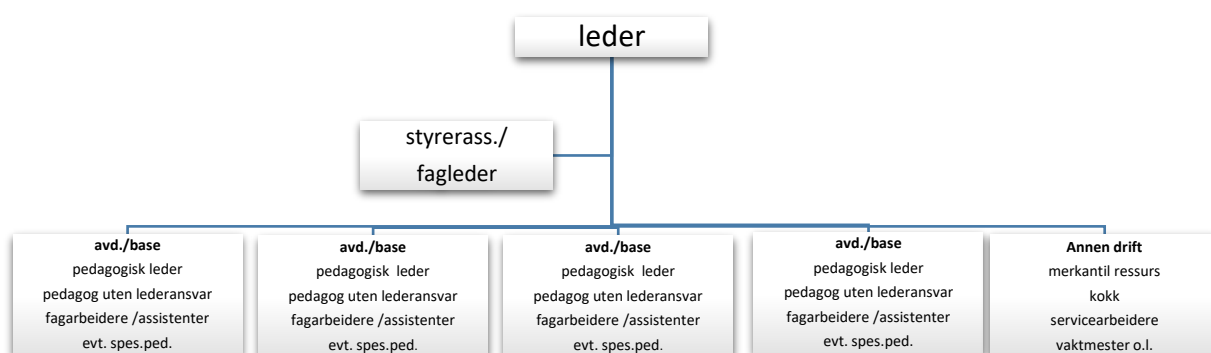 leder
styrerass./
fagleder
avd./base
pedagogisk leder
pedagog uten lederansvar
fagarbeidere /assistenter
evt. spes.ped.
avd./base
pedagogisk leder
pedagog uten lederansvar
fagarbeidere /assistenter
evt. spes.ped.
avd./base
pedagogisk leder
pedagog uten lederansvar
fagarbeidere /assistenter
evt. spes.ped.
avd./base
pedagogisk leder
pedagog uten lederansvar
fagarbeidere /assistenter
evt. spes.ped.
Annen drift
merkantil ressurs
kokk
servicearbeidere
vaktmester o.l.